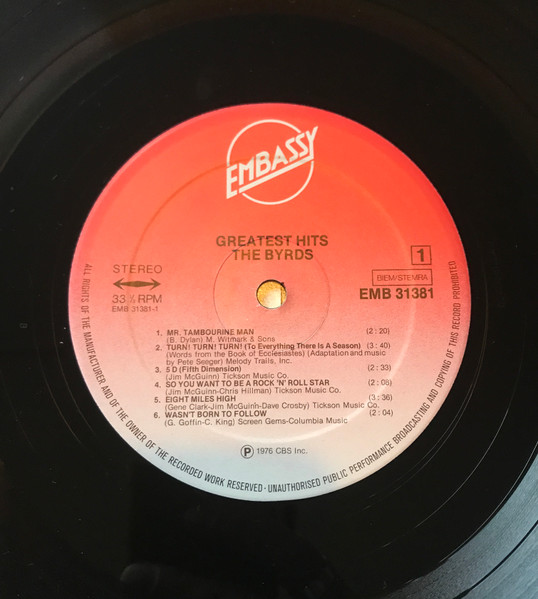 EMBASSY
GREATEST HITS
THE BYRDS
STEREO
33⅓ RPM
EMB 31381-1
1
BIEM/STEMRA
EMB 31381
1. MR. TAMBOURINE MAN (2:20)
(B. Dylan) M. Witmark & Sons
2. TURN! TURN! TURN! (To Everything There Is A Season) (3:40)
(Words from the Book of Ecclesiastes) (Adaptation and music
by Pete Seeger) Melody Trails, Inc.
3. 5 D (Fifth Dimension) (2:33)
(Jim McGuinn) Tickson Music Co.
4. SO YOU WANT TO BE A ROCK 'N' ROLL STAR (2:08)
(Jim McGuinn-Chris Hillman) Tickson Music Co.
5. EIGHT MILES HIGH (3:36)
(Gene Clark-Jim McGuinh-Dave Crosby) Tickson Music Co.
6. WASN'T BORN TO FOLLOW (2:04)
(G. Goffin-C. King) Screen Gems-Columbia Music
Ⓟ 1976 CBS Inc.
ALL RIGHTS OF THE MANUFACTURER AND OF THE OWNER OF THE RECORDED WORK RESERVED · UNAUTHORISED PUBLIC PERFORMANCE BROADCASTING AND COPYING OF THIS RECORD PROHIBITED